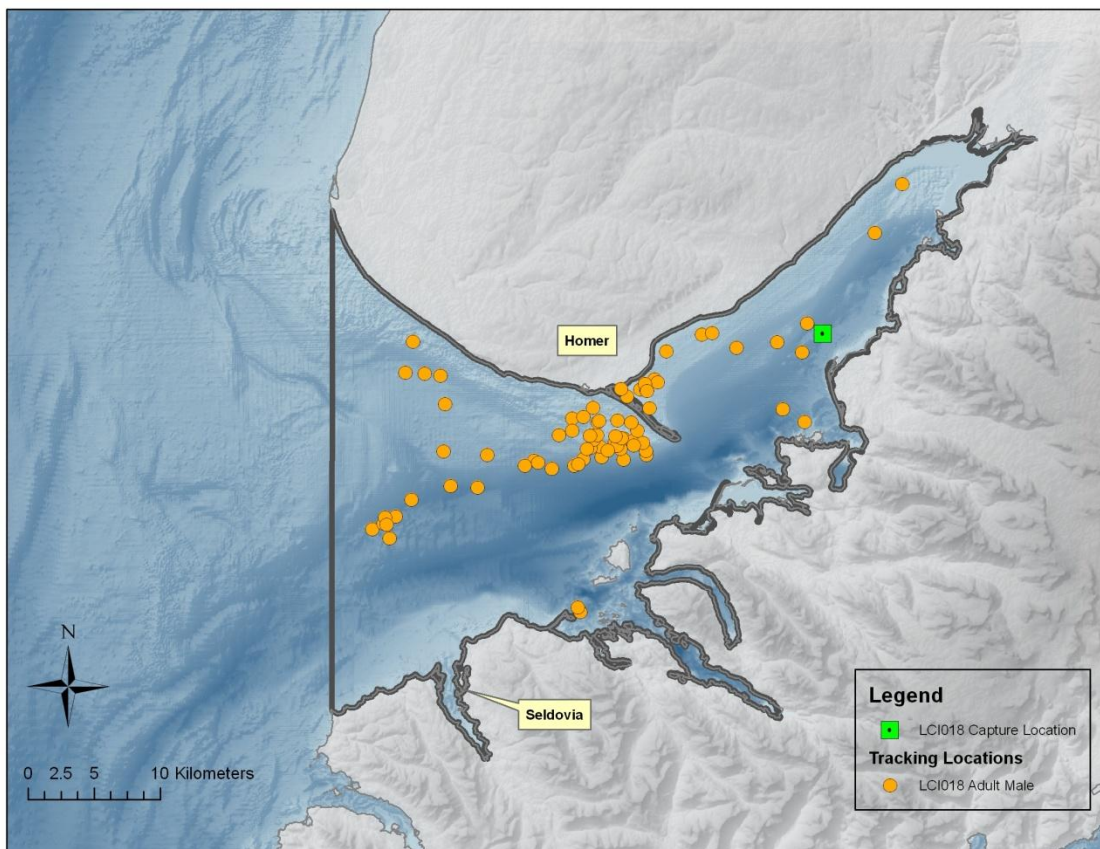 Homer
Seldovia
N
0 2.5 5 10 Kilometers
Legend
LCI018 Capture Location
Tracking Locations
LCI018 Adult Male